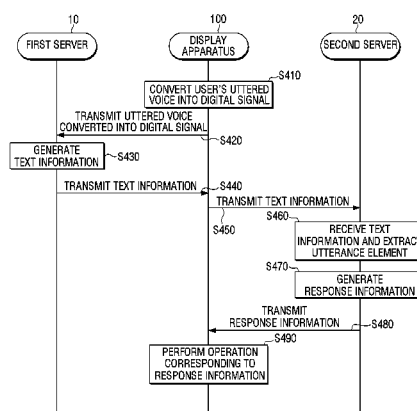 10
100
20
FIRST SERVER
DISPLAY
APPARATUS
SECOND SERVER
S410
CONVERT USER'S UTTERED
VOICE INTO DIGITAL SIGNAL
TRANSMIT UTTERED VOICE
CONVERTED INTO DIGITAL SIGNAL
S420
S430
GENERATE
TEXT INFORMATION
TRANSMIT TEXT INFORMATION
S440
TRANSMIT TEXT INFORMATION
S450
S460
RECEIVE TEXT
INFORMATION AND EXTRACT
UTTERANCE ELEMENT
S470
GENERATE
RESPONSE INFORMATION
TRANSMIT
RESPONSE INFORMATION
S480
S490
PERFORM OPERATION
CORRESPONDING TO
RESPONSE INFORMATION